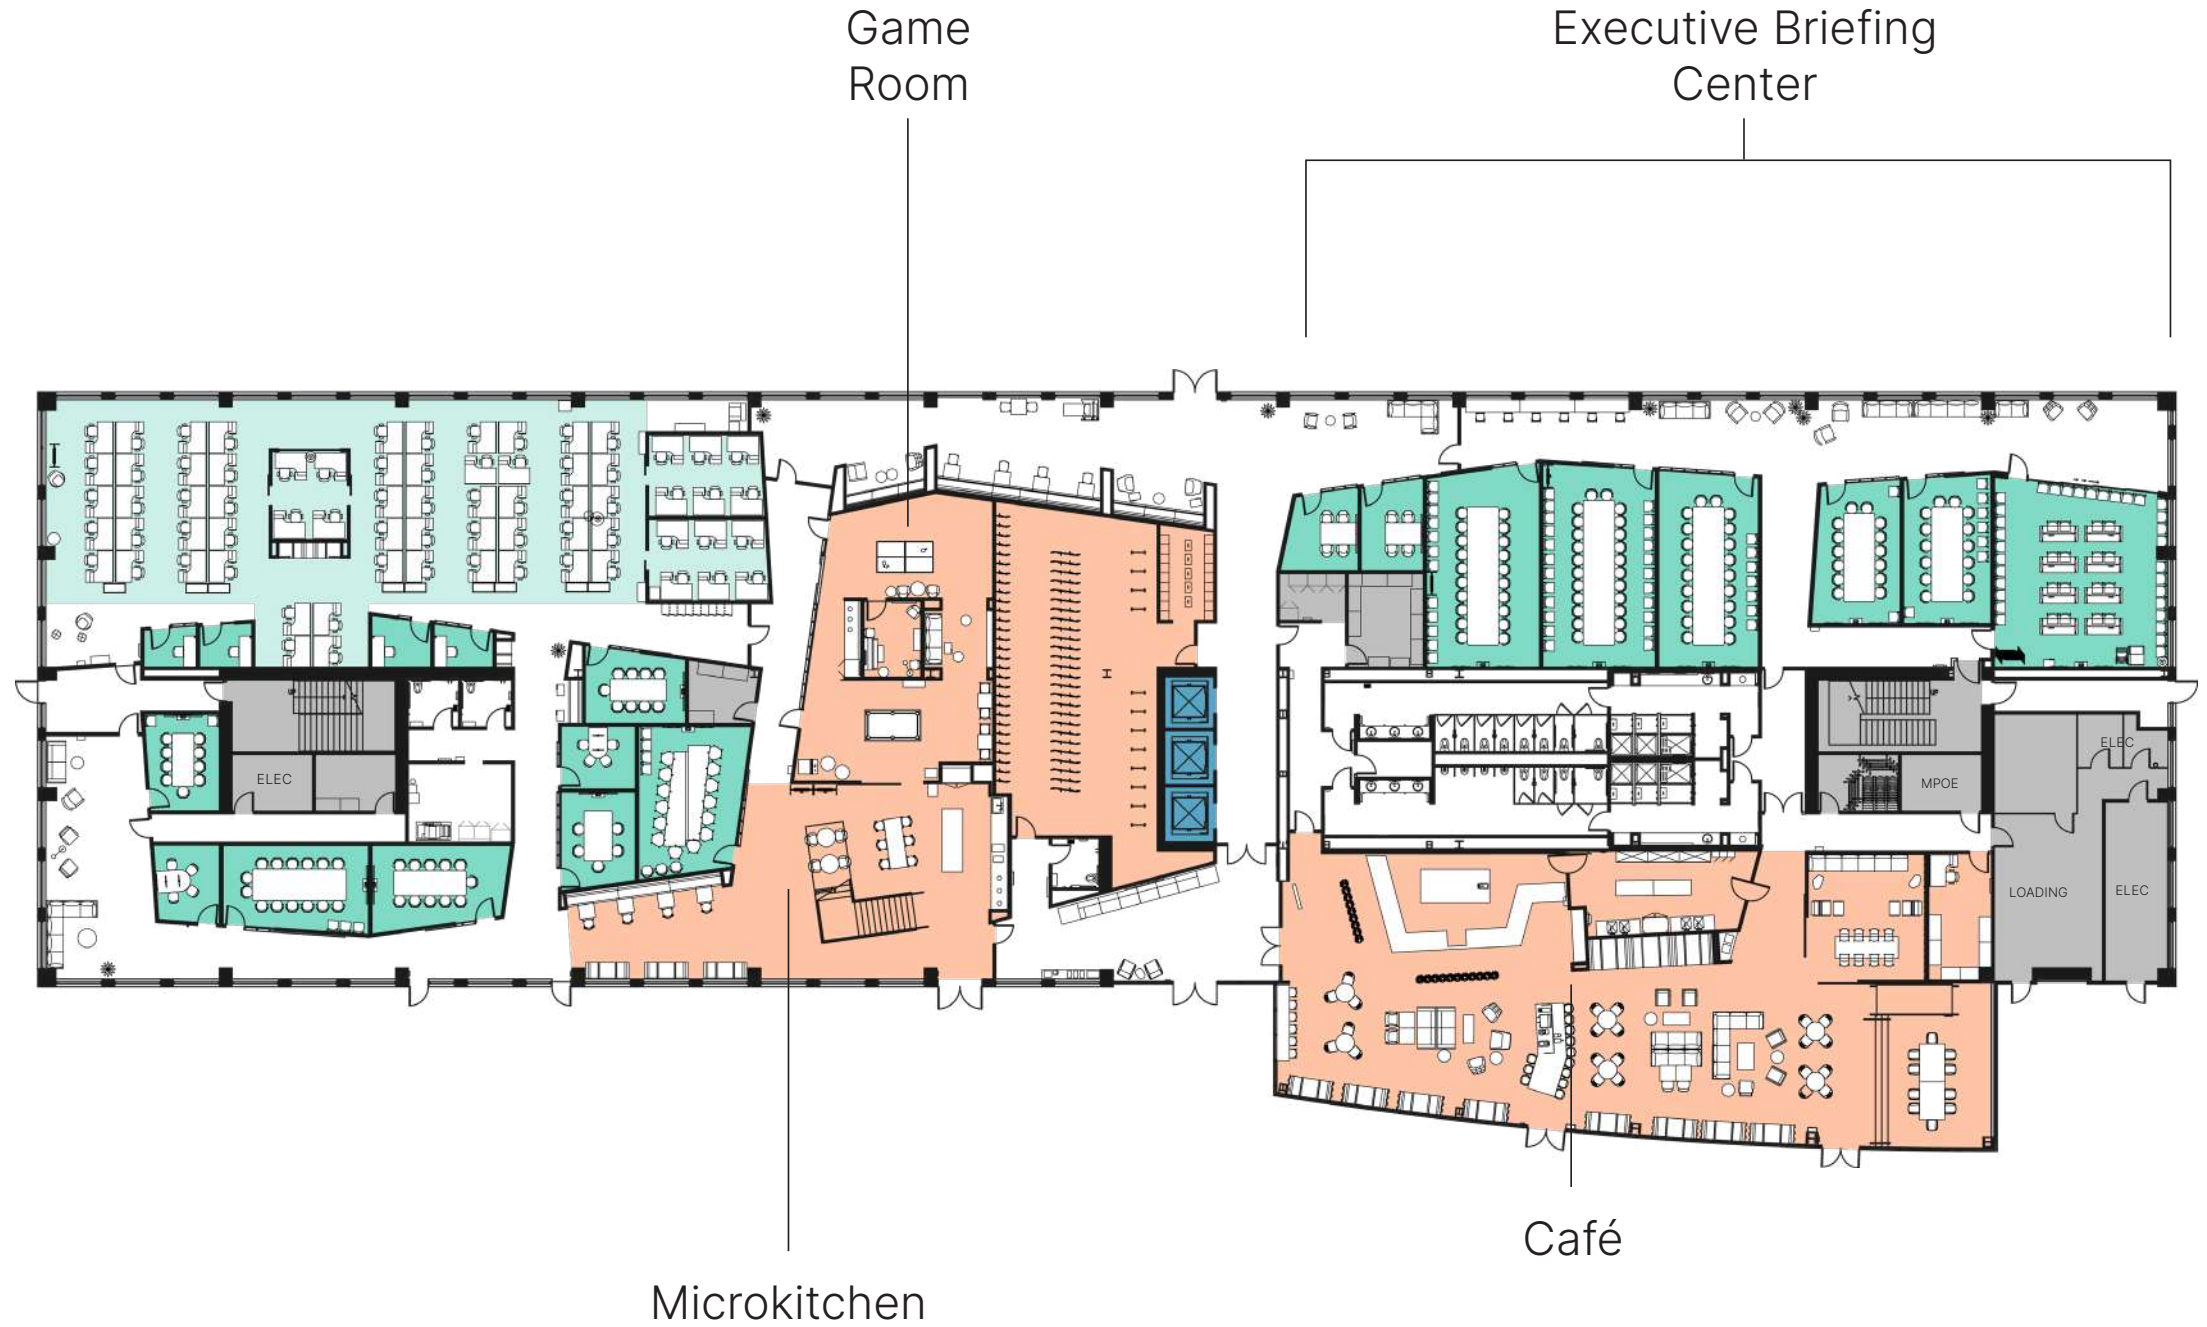 Game
Room
Executive Briefing
Center
ELEC
ELEC
MPOE
LOADING
ELEC
Café
Microkitchen